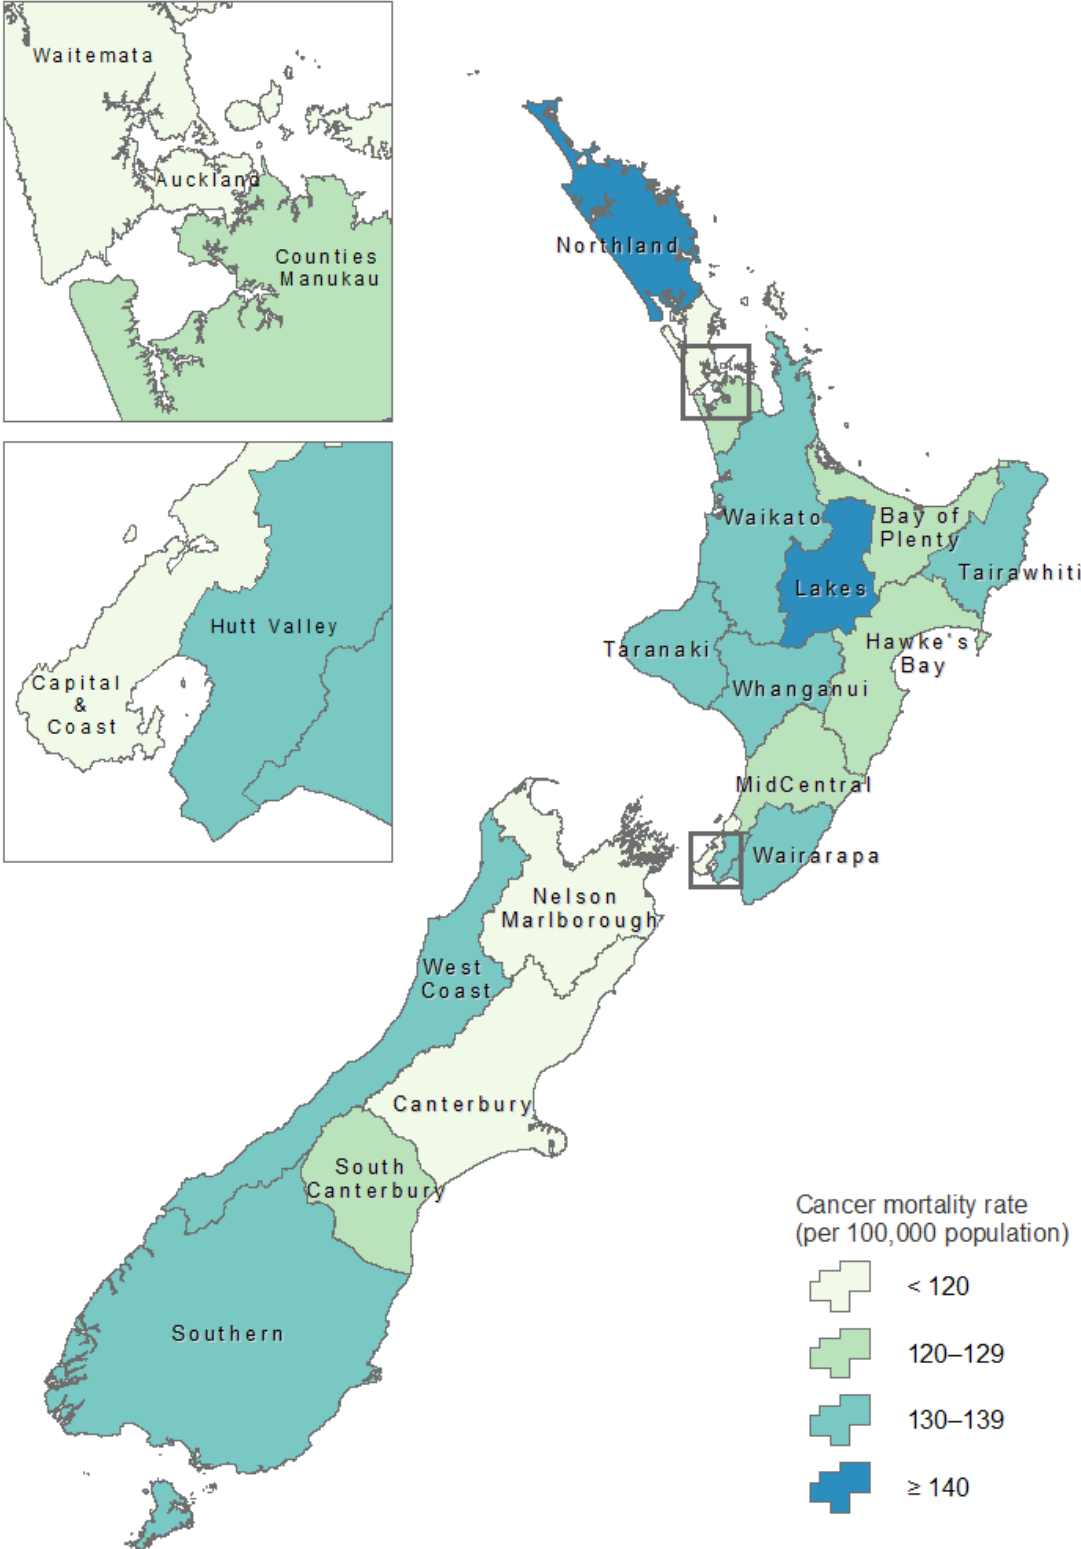 Waitemata
Auckland
Counties
Manukau
Hutt Valley
Capital
&
Coast
Northland
Waikato
Bay of
Plenty
Tairawhiti
Lakes
Taranaki
Hawke's
Bay
Whanganui
MidCentral
Wairarapa
Nelson
Marlborough
West
Coast
Canterbury
South
Canterbury
Southern
Cancer mortality rate
(per 100,000 population)
< 120
120–129
130–139
≥ 140